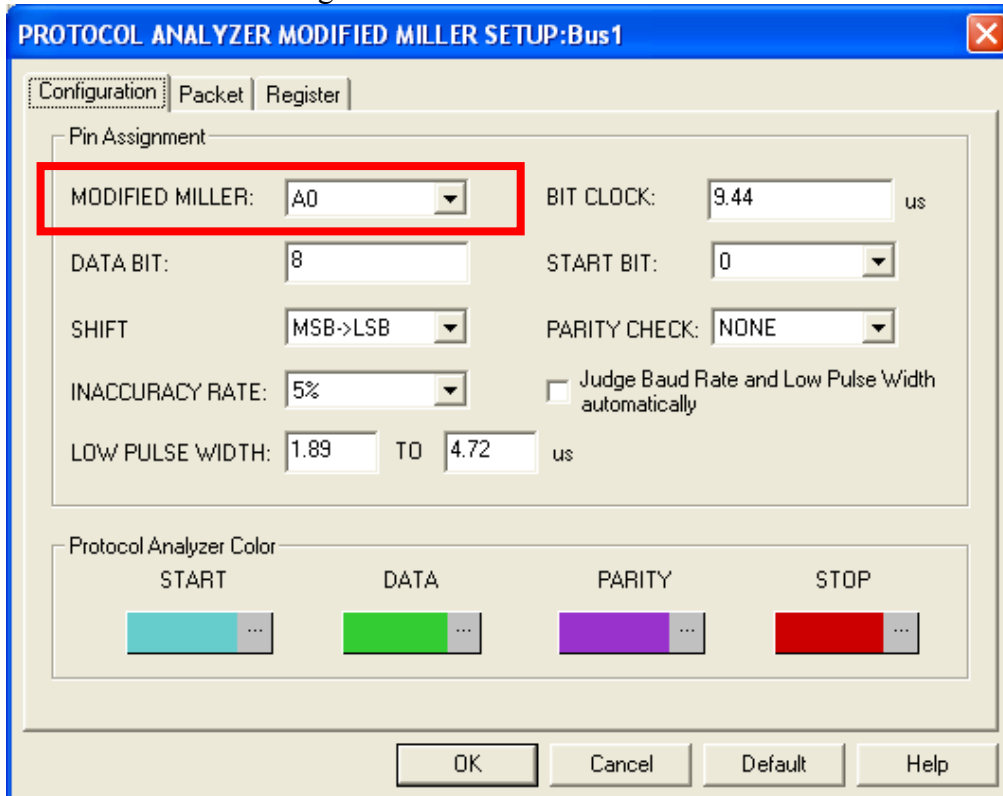 PROTOCOL ANALYZER MODIFIED MILLER SETUP:Bus1
Configuration Packet Register
Pin Assignment
MODIFIED MILLER: A0 BIT CLOCK: 9.44 us
DATA BIT: 8 START BIT: 0
SHIFT MSB->LSB PARITY CHECK: NONE
INACCURACY RATE: 5% Judge Baud Rate and Low Pulse Width
automatically
LOW PULSE WIDTH: 1.89 TO 4.72 us
Protocol Analyzer Color
START DATA PARITY STOP
... ... ... ...
OK Cancel Default Help